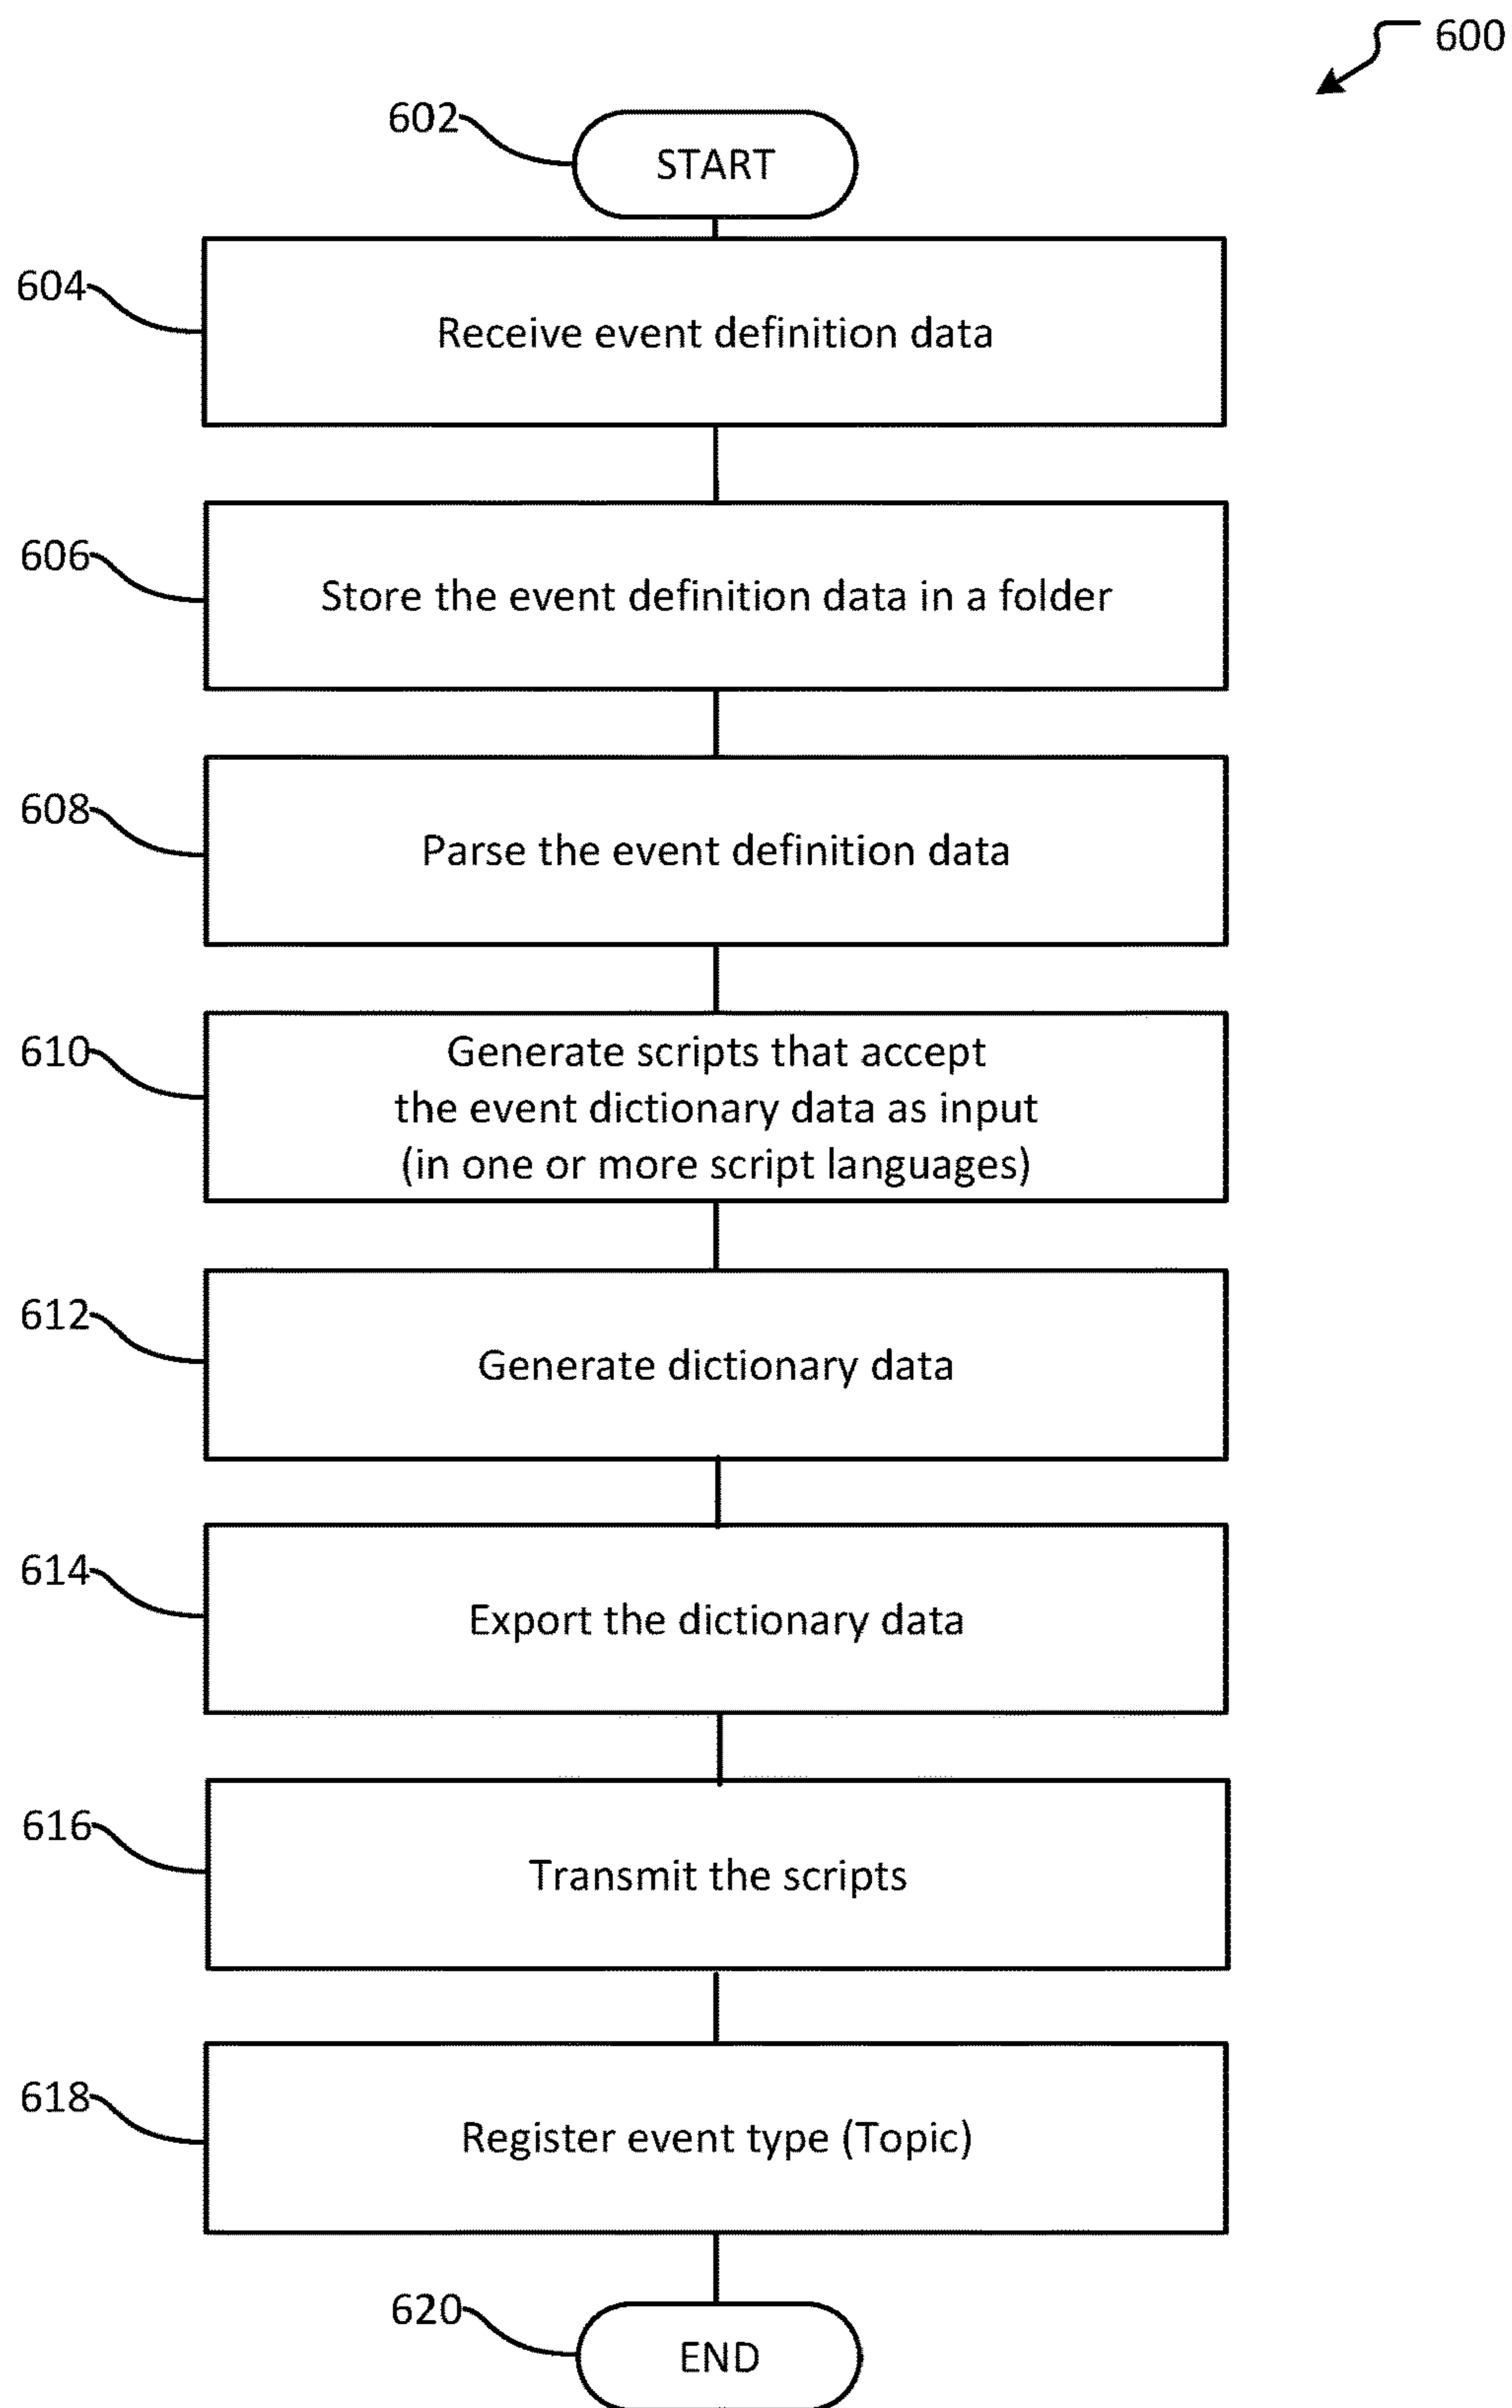 600
602
START
604
Receive event definition data
606
Store the event definition data in a folder
608
Parse the event definition data
610
Generate scripts that accept
the event dictionary data as input
(in one or more script languages)
612
Generate dictionary data
614
Export the dictionary data
616
Transmit the scripts
618
Register event type (Topic)
620
END